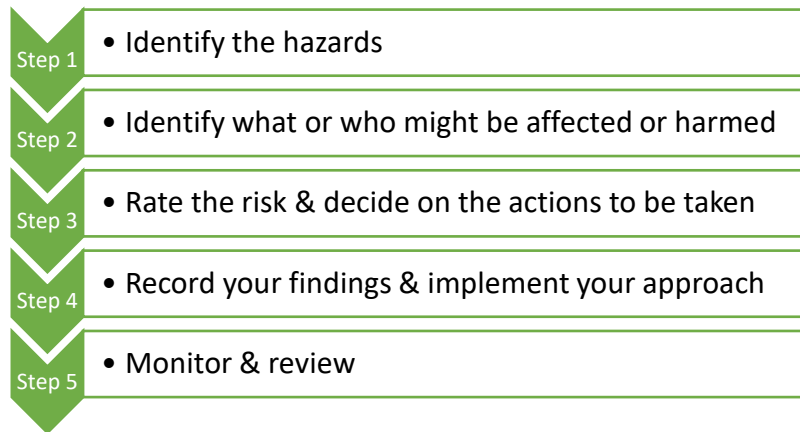 Step 1
• Identify the hazards
Step 2
• Identify what or who might be affected or harmed
Step 3
• Rate the risk & decide on the actions to be taken
Step 4
• Record your findings & implement your approach
Step 5
• Monitor & review